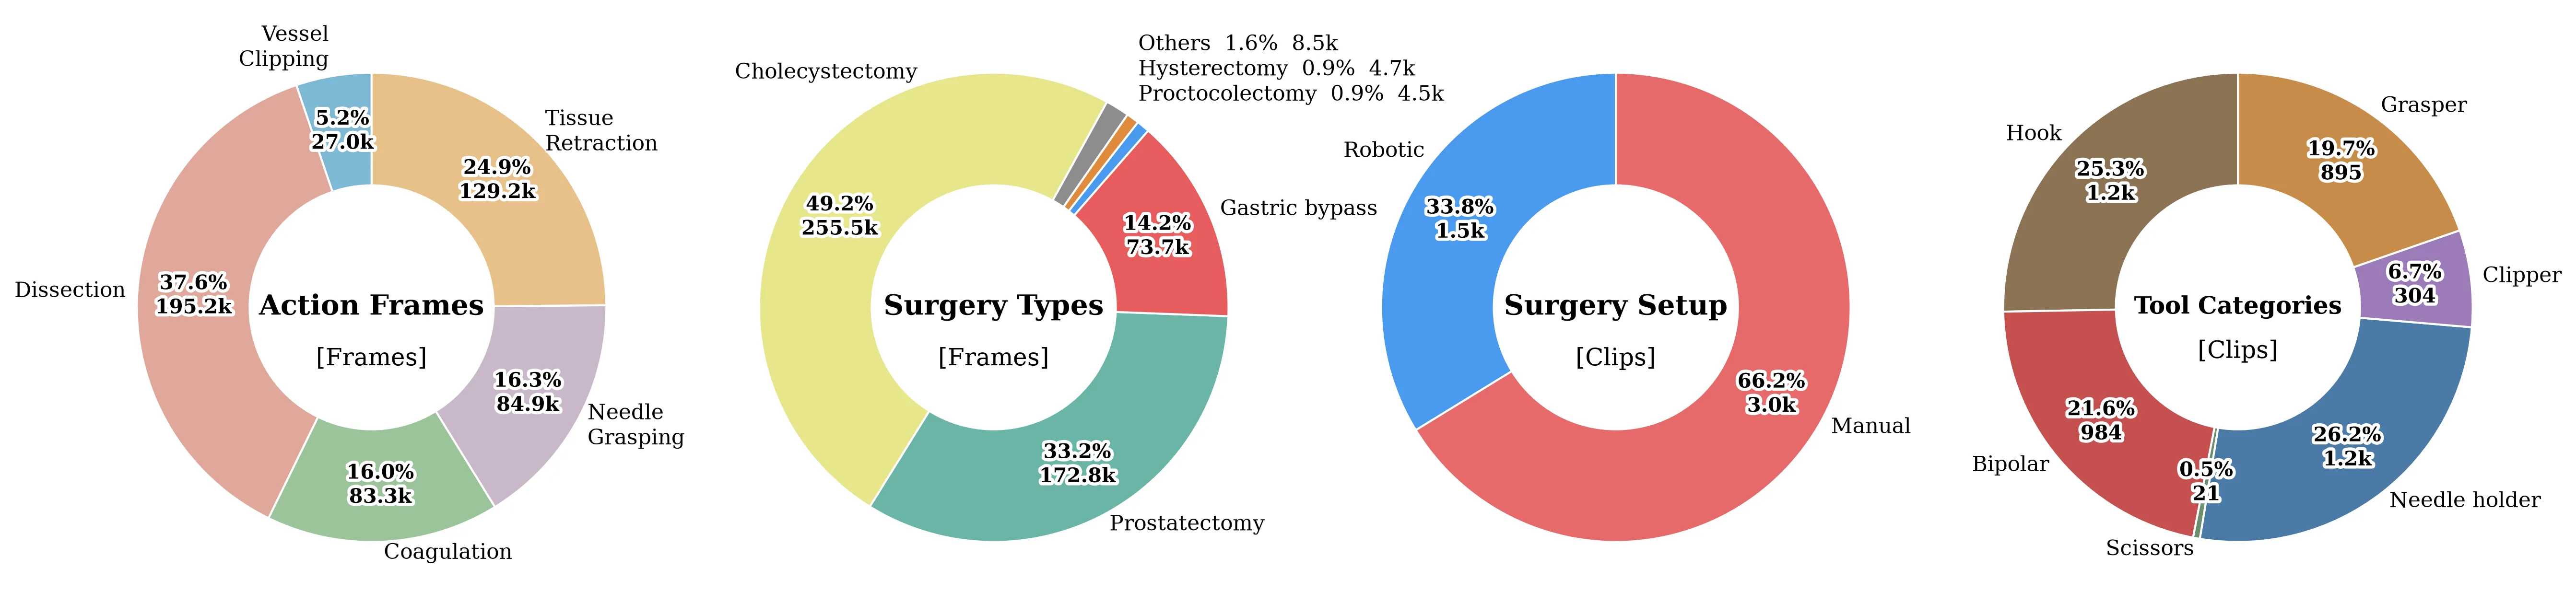 Vessel
Clipping
5.2%
27.0k
Tissue
Retraction
24.9%
129.2k
Dissection
37.6%
195.2k
Action Frames
[Frames]
16.3%
84.9k
Needle
Grasping
16.0%
83.3k
Coagulation
Cholecystectomy
Others 1.6% 8.5k
Hysterectomy 0.9% 4.7k
Proctocolectomy 0.9% 4.5k
49.2%
255.5k
14.2%
73.7k
Gastric bypass
Surgery Types
[Frames]
33.2%
172.8k
Prostatectomy
Robotic
33.8%
1.5k
Surgery Setup
[Clips]
66.2%
3.0k
Manual
Hook
25.3%
1.2k
Grasper
19.7%
895
6.7%
304
Clipper
Tool Categories
[Clips]
21.6%
984
Bipolar
0.5%
21
Scissors
26.2%
1.2k
Needle holder